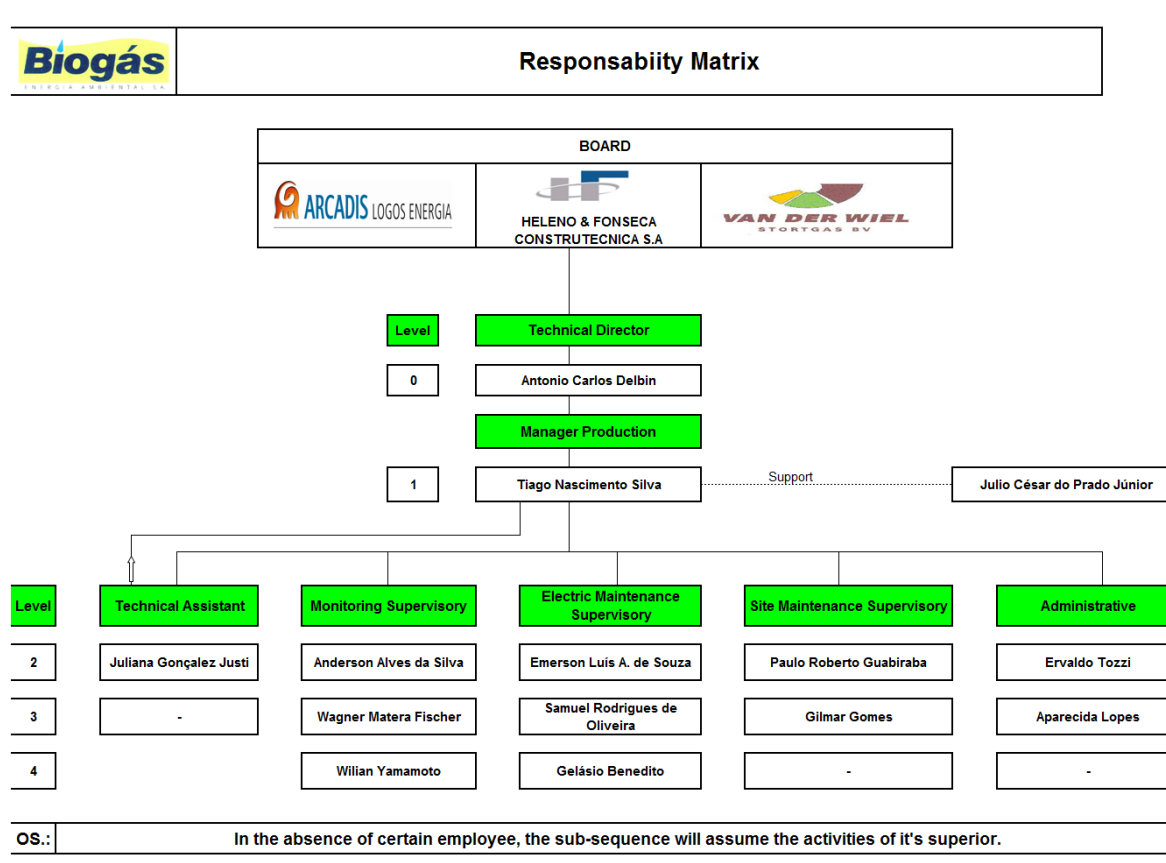 Biogás
ENERGIA AMBIENTAL SA
Responsabiity Matrix
BOARD
ARCADIS LOGOS ENERGIA
HELENO & FONSECA
CONSTRUTECNICA S.A
VAN DER WIEL
STORTGAS BV
Level
Technical Director
0
Antonio Carlos Delbin
Manager Production
1
Tiago Nascimento Silva
Support
Julio César do Prado Júnior
Level
Technical Assistant
Monitoring Supervisory
Electric Maintenance
Supervisory
Site Maintenance Supervisory
Administrative
2
Juliana Gonçalez Justi
Anderson Alves da Silva
Emerson Luís A. de Souza
Paulo Roberto Guabiraba
Ervaldo Tozzi
3
-
Wagner Matera Fischer
Samuel Rodrigues de
Oliveira
Gilmar Gomes
Aparecida Lopes
4
Wilian Yamamoto
Gelásio Benedito
-
-
OS.:
In the absence of certain employee, the sub-sequence will assume the activities of it's superior.